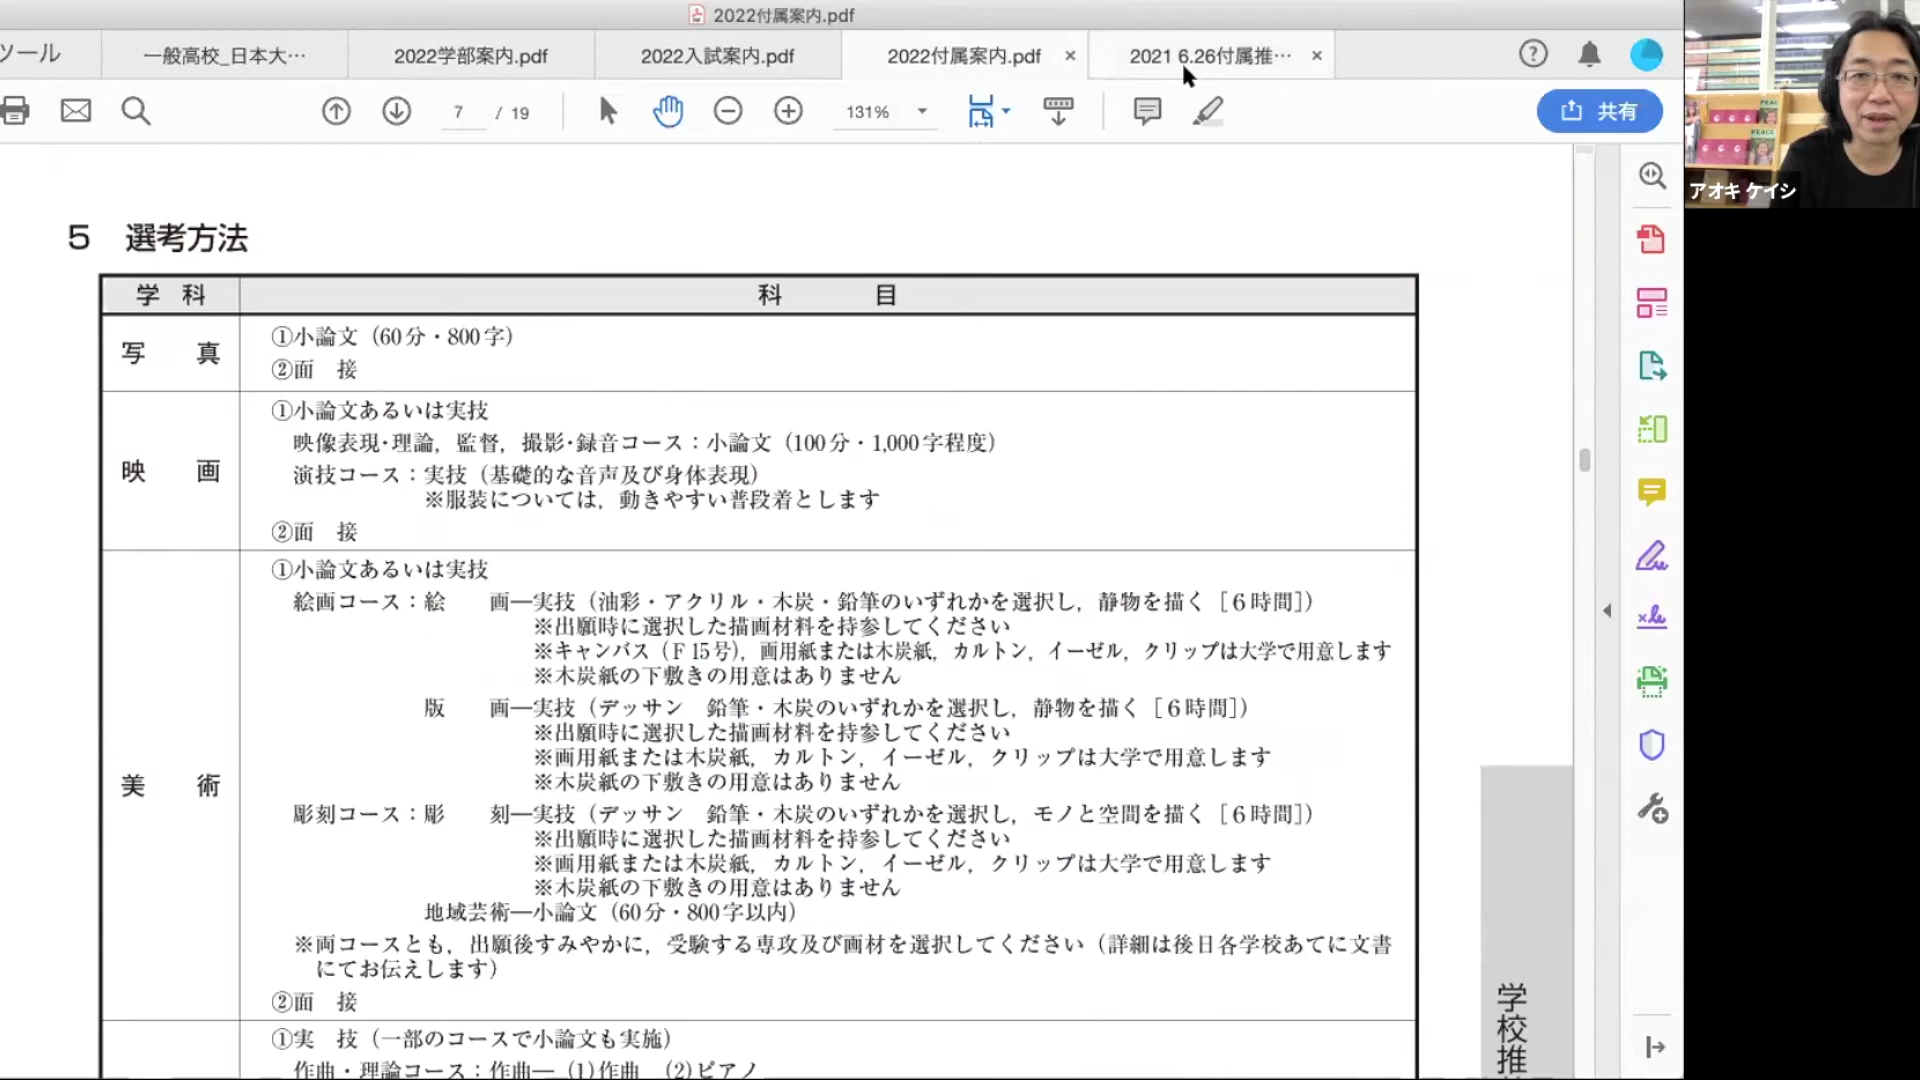 2022付属案内.pdf
ツール
一般高校_日本大…
2022学部案内.pdf
2022入試案内.pdf
2022付属案内.pdf ×
2021 6.26付属推… ×
7 / 19
131%
共有
アオキ ケイシ
5 選考方法
学 科 科 目
写 真
①小論文（60分・800字）
②面 接
映 画
①小論文あるいは実技
映像表現・理論，監督，撮影・録音コース：小論文（100分・1,000字程度）
演技コース：実技（基礎的な音声及び身体表現）
※服装については，動きやすい普段着とします
②面 接
美 術
①小論文あるいは実技
絵画コース：絵 画―実技（油彩・アクリル・木炭・鉛筆のいずれかを選択し，静物を描く［６時間］）
※出願時に選択した描画材料を持参してください
※キャンバス（Ｆ15号），画用紙または木炭紙，カルトン，イーゼル，クリップは大学で用意します
※木炭紙の下敷きの用意はありません
版 画―実技（デッサン 鉛筆・木炭のいずれかを選択し，静物を描く［６時間］）
※出願時に選択した描画材料を持参してください
※画用紙または木炭紙，カルトン，イーゼル，クリップは大学で用意します
※木炭紙の下敷きの用意はありません
彫刻コース：彫 刻―実技（デッサン 鉛筆・木炭のいずれかを選択し，モノと空間を描く［６時間］）
※出願時に選択した描画材料を持参してください
※画用紙または木炭紙，カルトン，イーゼル，クリップは大学で用意します
※木炭紙の下敷きの用意はありません
地域芸術―小論文（60分・800字以内）
※両コースとも，出願後すみやかに，受験する専攻及び画材を選択してください（詳細は後日各学校あてに文書
にてお伝えします）
②面 接
①実 技（一部のコースで小論文も実施）
作曲・理論コース：作曲―（1）作曲 （2）ピアノ
学校推